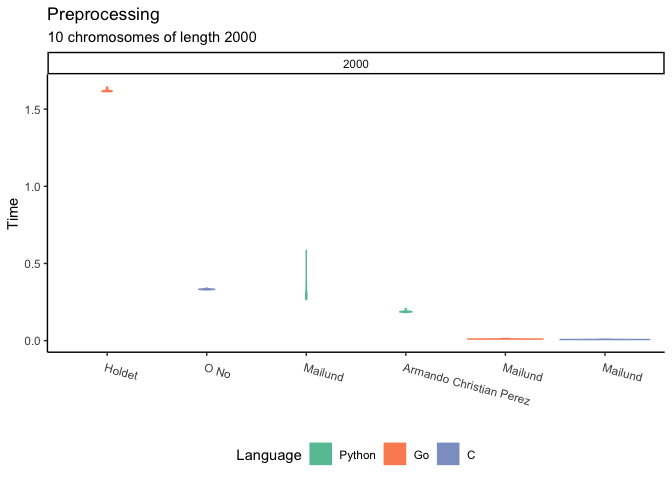 Preprocessing
10 chromosomes of length 2000
2000
1.5
1.0
0.5
0.0
Time
Holdet
O No
Mailund
Armando Christian Perez
Mailund
Mailund
Language Python Go C